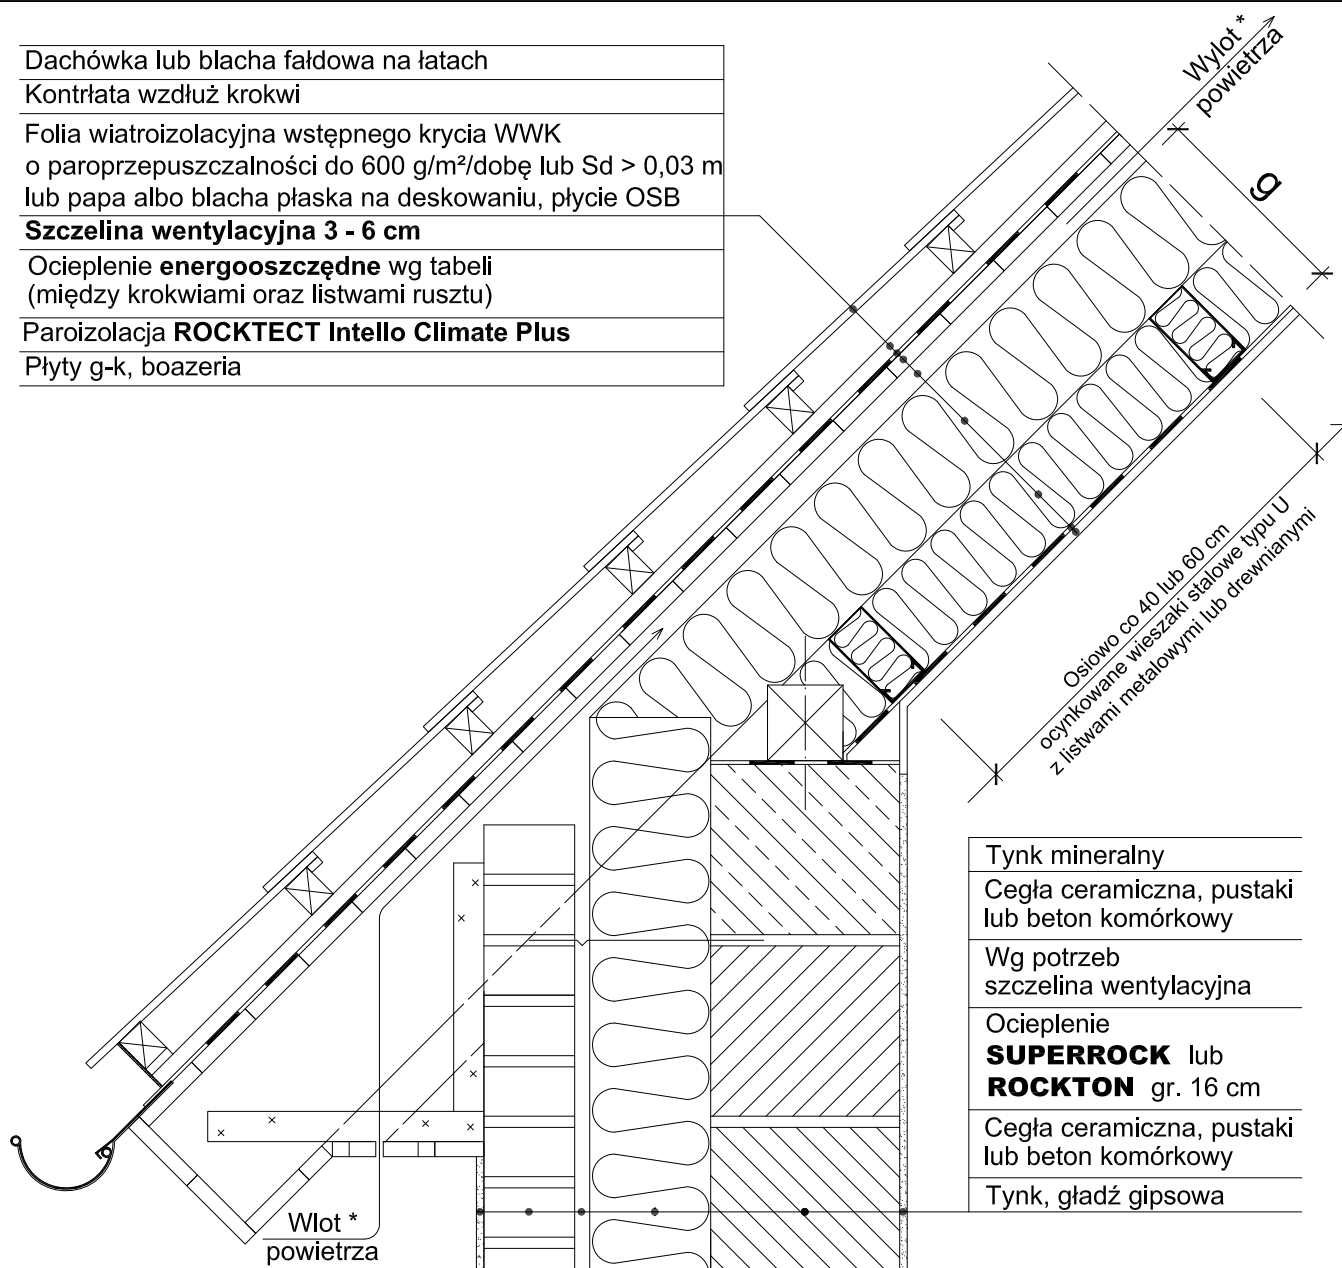 Dachówka lub blacha fałdowa na łatach
Kontrłata wzdłuż krokwi
Folia wiatroizolacyjna wstępnego krycia WWK
o paroprzepuszczalności do 600 g/m²/dobę lub Sd > 0,03 m
lub papa albo blacha płaska na deskowaniu, płycie OSB
Szczelina wentylacyjna 3 - 6 cm
Ocieplenie energooszczędne wg tabeli
(między krokwiami oraz listwami rusztu)
Paroizolacja ROCKTECT Intello Climate Plus
Płyty g-k, boazeria
Wylot *
powietrza
g
Osiowo co 40 lub 60 cm
ocynkowane wieszaki stalowe typu U
z listwami metalowymi lub drewnianymi
Tynk mineralny
Cegła ceramiczna, pustaki
lub beton komórkowy
Wg potrzeb
szczelina wentylacyjna
Ocieplenie
SUPERROCK lub
ROCKTON gr. 16 cm
Cegła ceramiczna, pustaki
lub beton komórkowy
Tynk, gładź gipsowa
Wlot *
powietrza